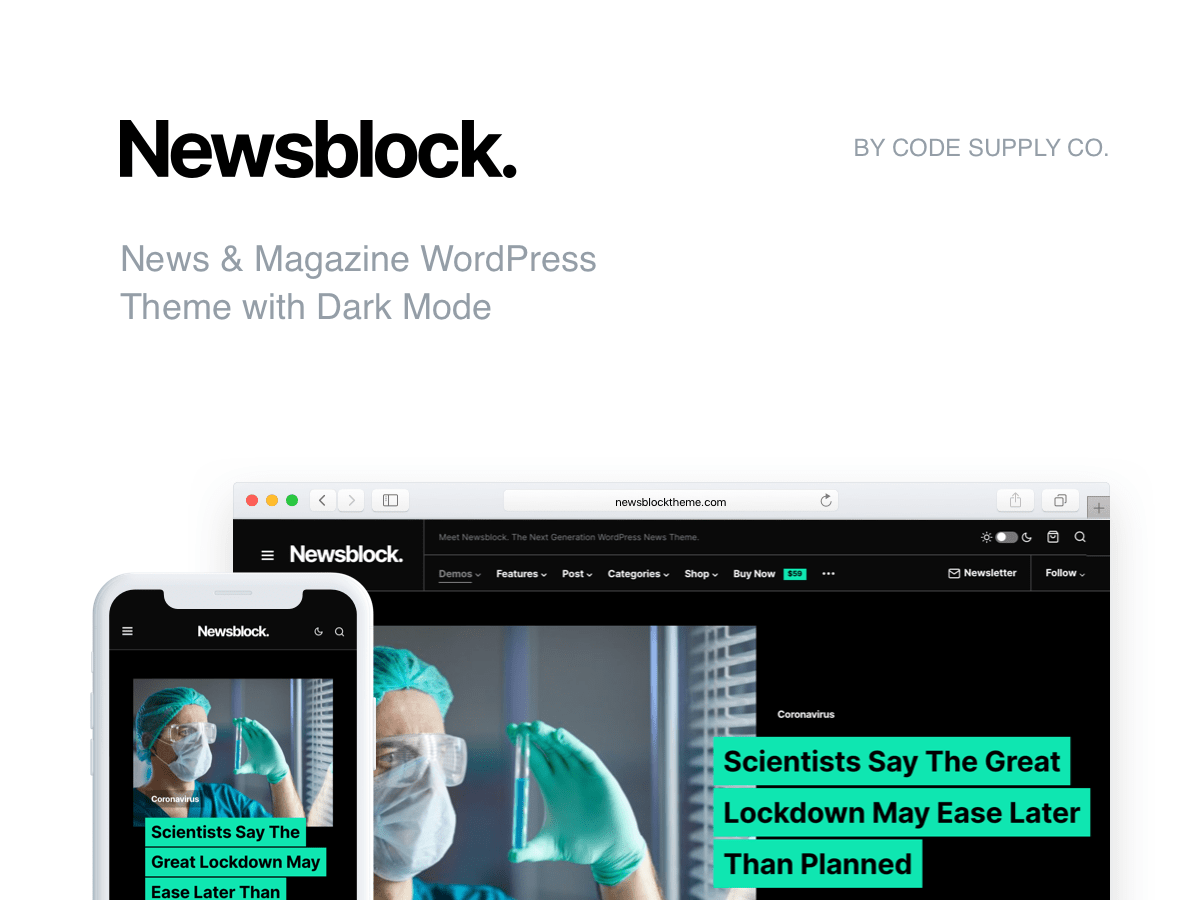 Newsblock.
BY CODE SUPPLY CO.
News & Magazine WordPress
Theme with Dark Mode
newsblocktheme.com
Meet Newsblock. The Next Generation WordPress News Theme.
Newsblock.
Demos Features Post Categories Shop Buy Now $59 Newsletter Follow
Newsblock.
Coronavirus
Scientists Say The Great
Lockdown May Ease Later
Than Planned
Coronavirus
Scientists Say The
Great Lockdown May
Ease Later Than